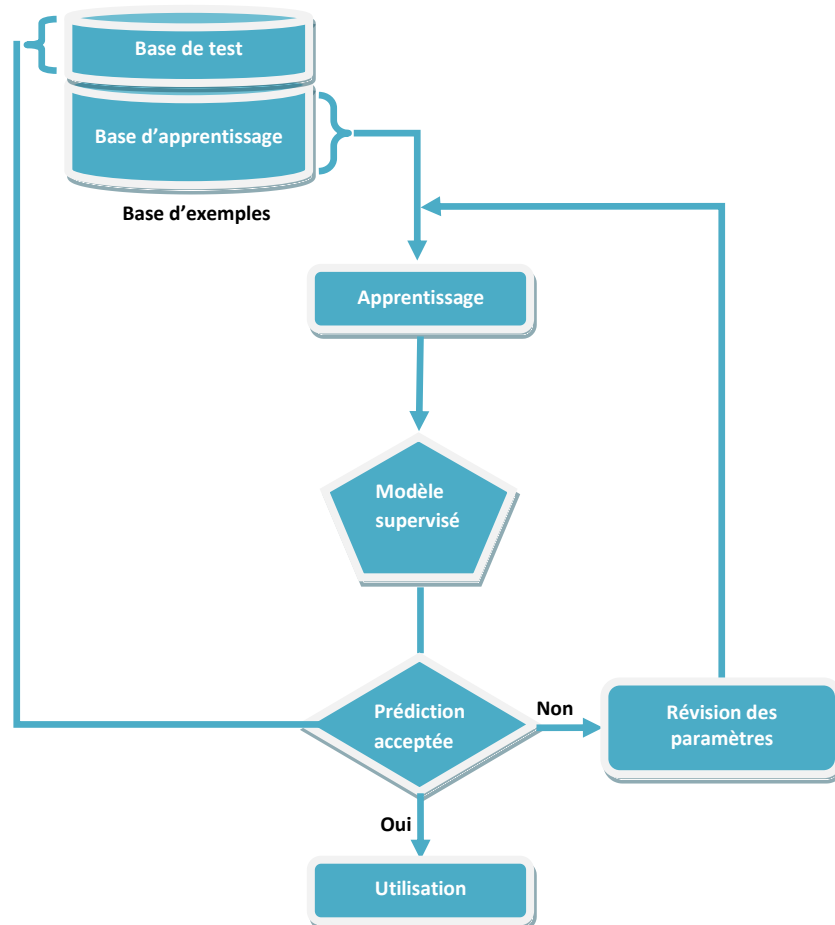 Base de test
Base d’apprentissage
Base d’exemples
Apprentissage
Modèle
supervisé
Prédiction
acceptée
Non
Révision des
paramètres
Oui
Utilisation